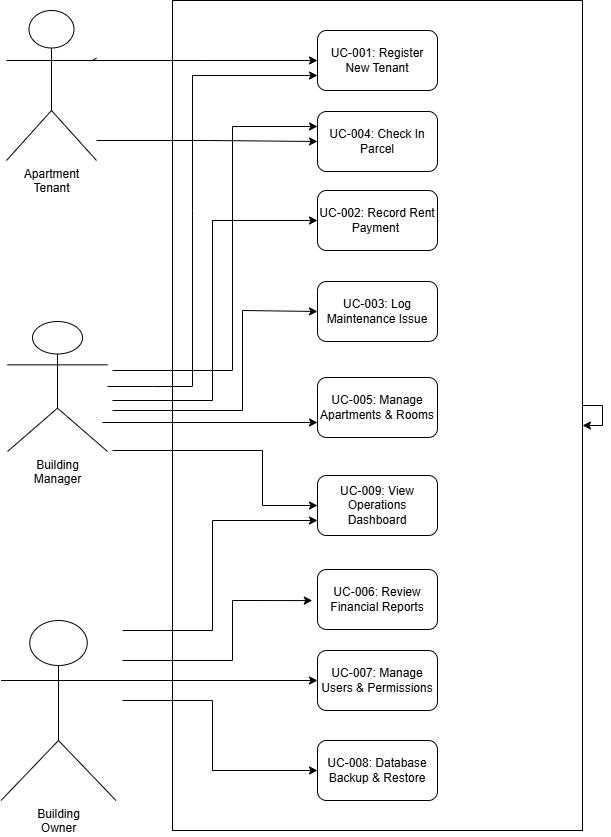 UC-001: Register
New Tenant
UC-004: Check In
Parcel
Apartment
Tenant
UC-002: Record Rent
Payment
UC-003: Log
Maintenance Issue
UC-005: Manage
Apartments & Rooms
Building
Manager
UC-009: View
Operations
Dashboard
UC-006: Review
Financial Reports
UC-007: Manage
Users & Permissions
UC-008: Database
Backup & Restore
Building
Owner